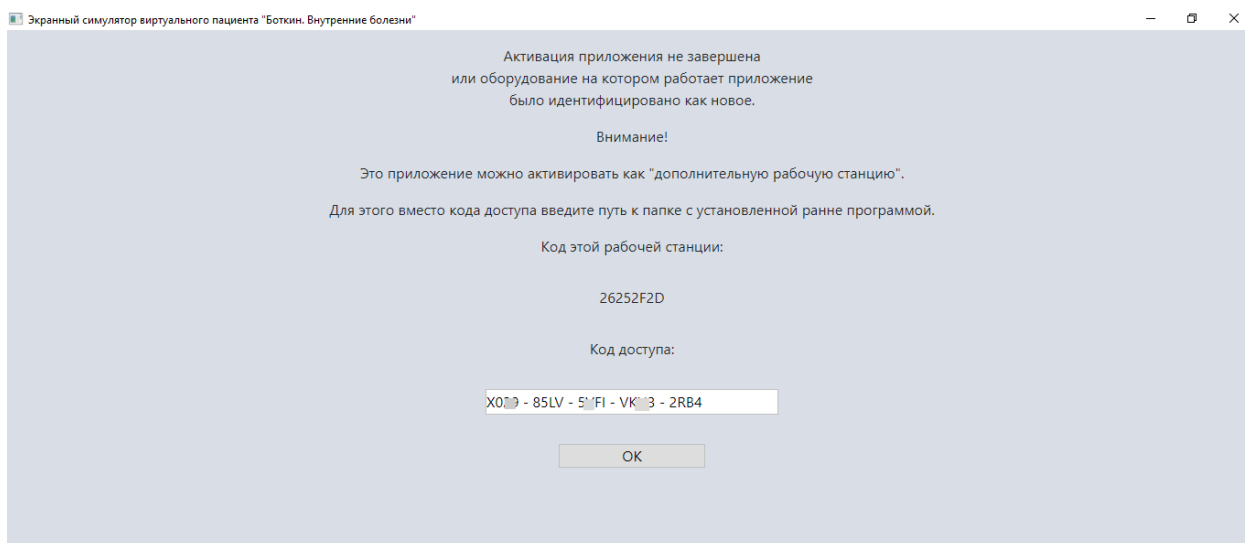 Экранный симулятор виртуального пациента "Боткин. Внутренние болезни"
Активация приложения не завершена
или оборудование на котором работает приложение
было идентифицировано как новое.
Внимание!
Это приложение можно активировать как "дополнительную рабочую станцию".
Для этого вместо кода доступа введите путь к папке с установленной ранне программой.
Код этой рабочей станции:
26252F2D
Код доступа:
- 85LV - - - 2RB4
OK